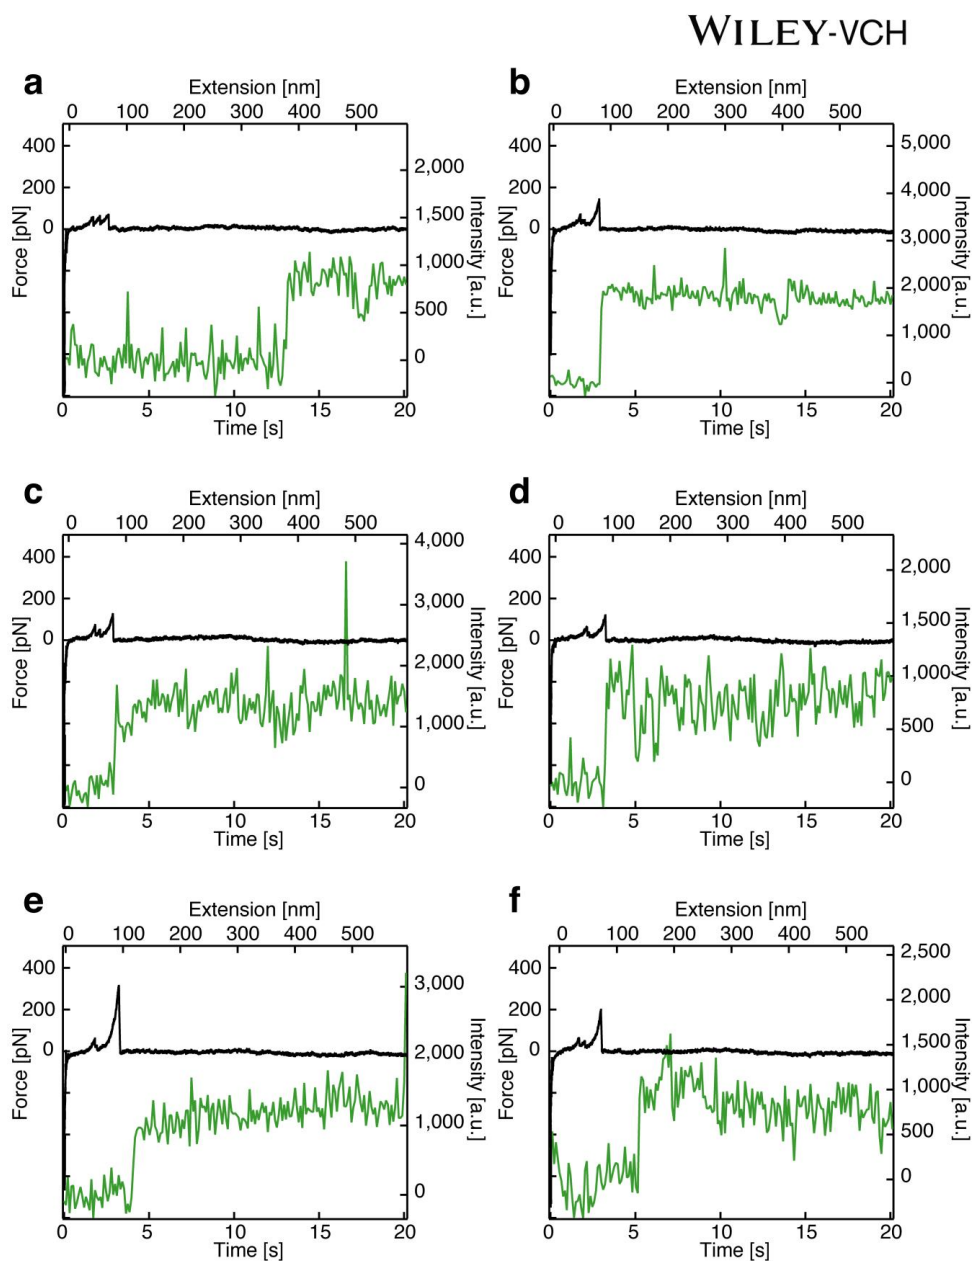 WILEY-VCH
a
Extension [nm]
0 100 200 300 400 500
400
200
0
Force [pN]
2,000
1,500
1,000
500
0
Intensity [a.u.]
0 5 10 15 20
Time [s]
b
Extension [nm]
0 100 200 300 400 500
400
200
0
Force [pN]
5,000
4,000
3,000
2,000
1,000
0
Intensity [a.u.]
0 5 10 15 20
Time [s]
c
Extension [nm]
0 100 200 300 400 500
400
200
0
Force [pN]
4,000
3,000
2,000
1,000
0
Intensity [a.u.]
0 5 10 15 20
Time [s]
d
Extension [nm]
0 100 200 300 400 500
400
200
0
Force [pN]
2,000
1,500
1,000
500
0
Intensity [a.u.]
0 5 10 15 20
Time [s]
e
Extension [nm]
0 100 200 300 400 500
400
200
0
Force [pN]
3,000
2,000
1,000
0
Intensity [a.u.]
0 5 10 15 20
Time [s]
f
Extension [nm]
0 100 200 300 400 500
400
200
0
Force [pN]
2,500
2,000
1,500
1,000
500
0
Intensity [a.u.]
0 5 10 15 20
Time [s]